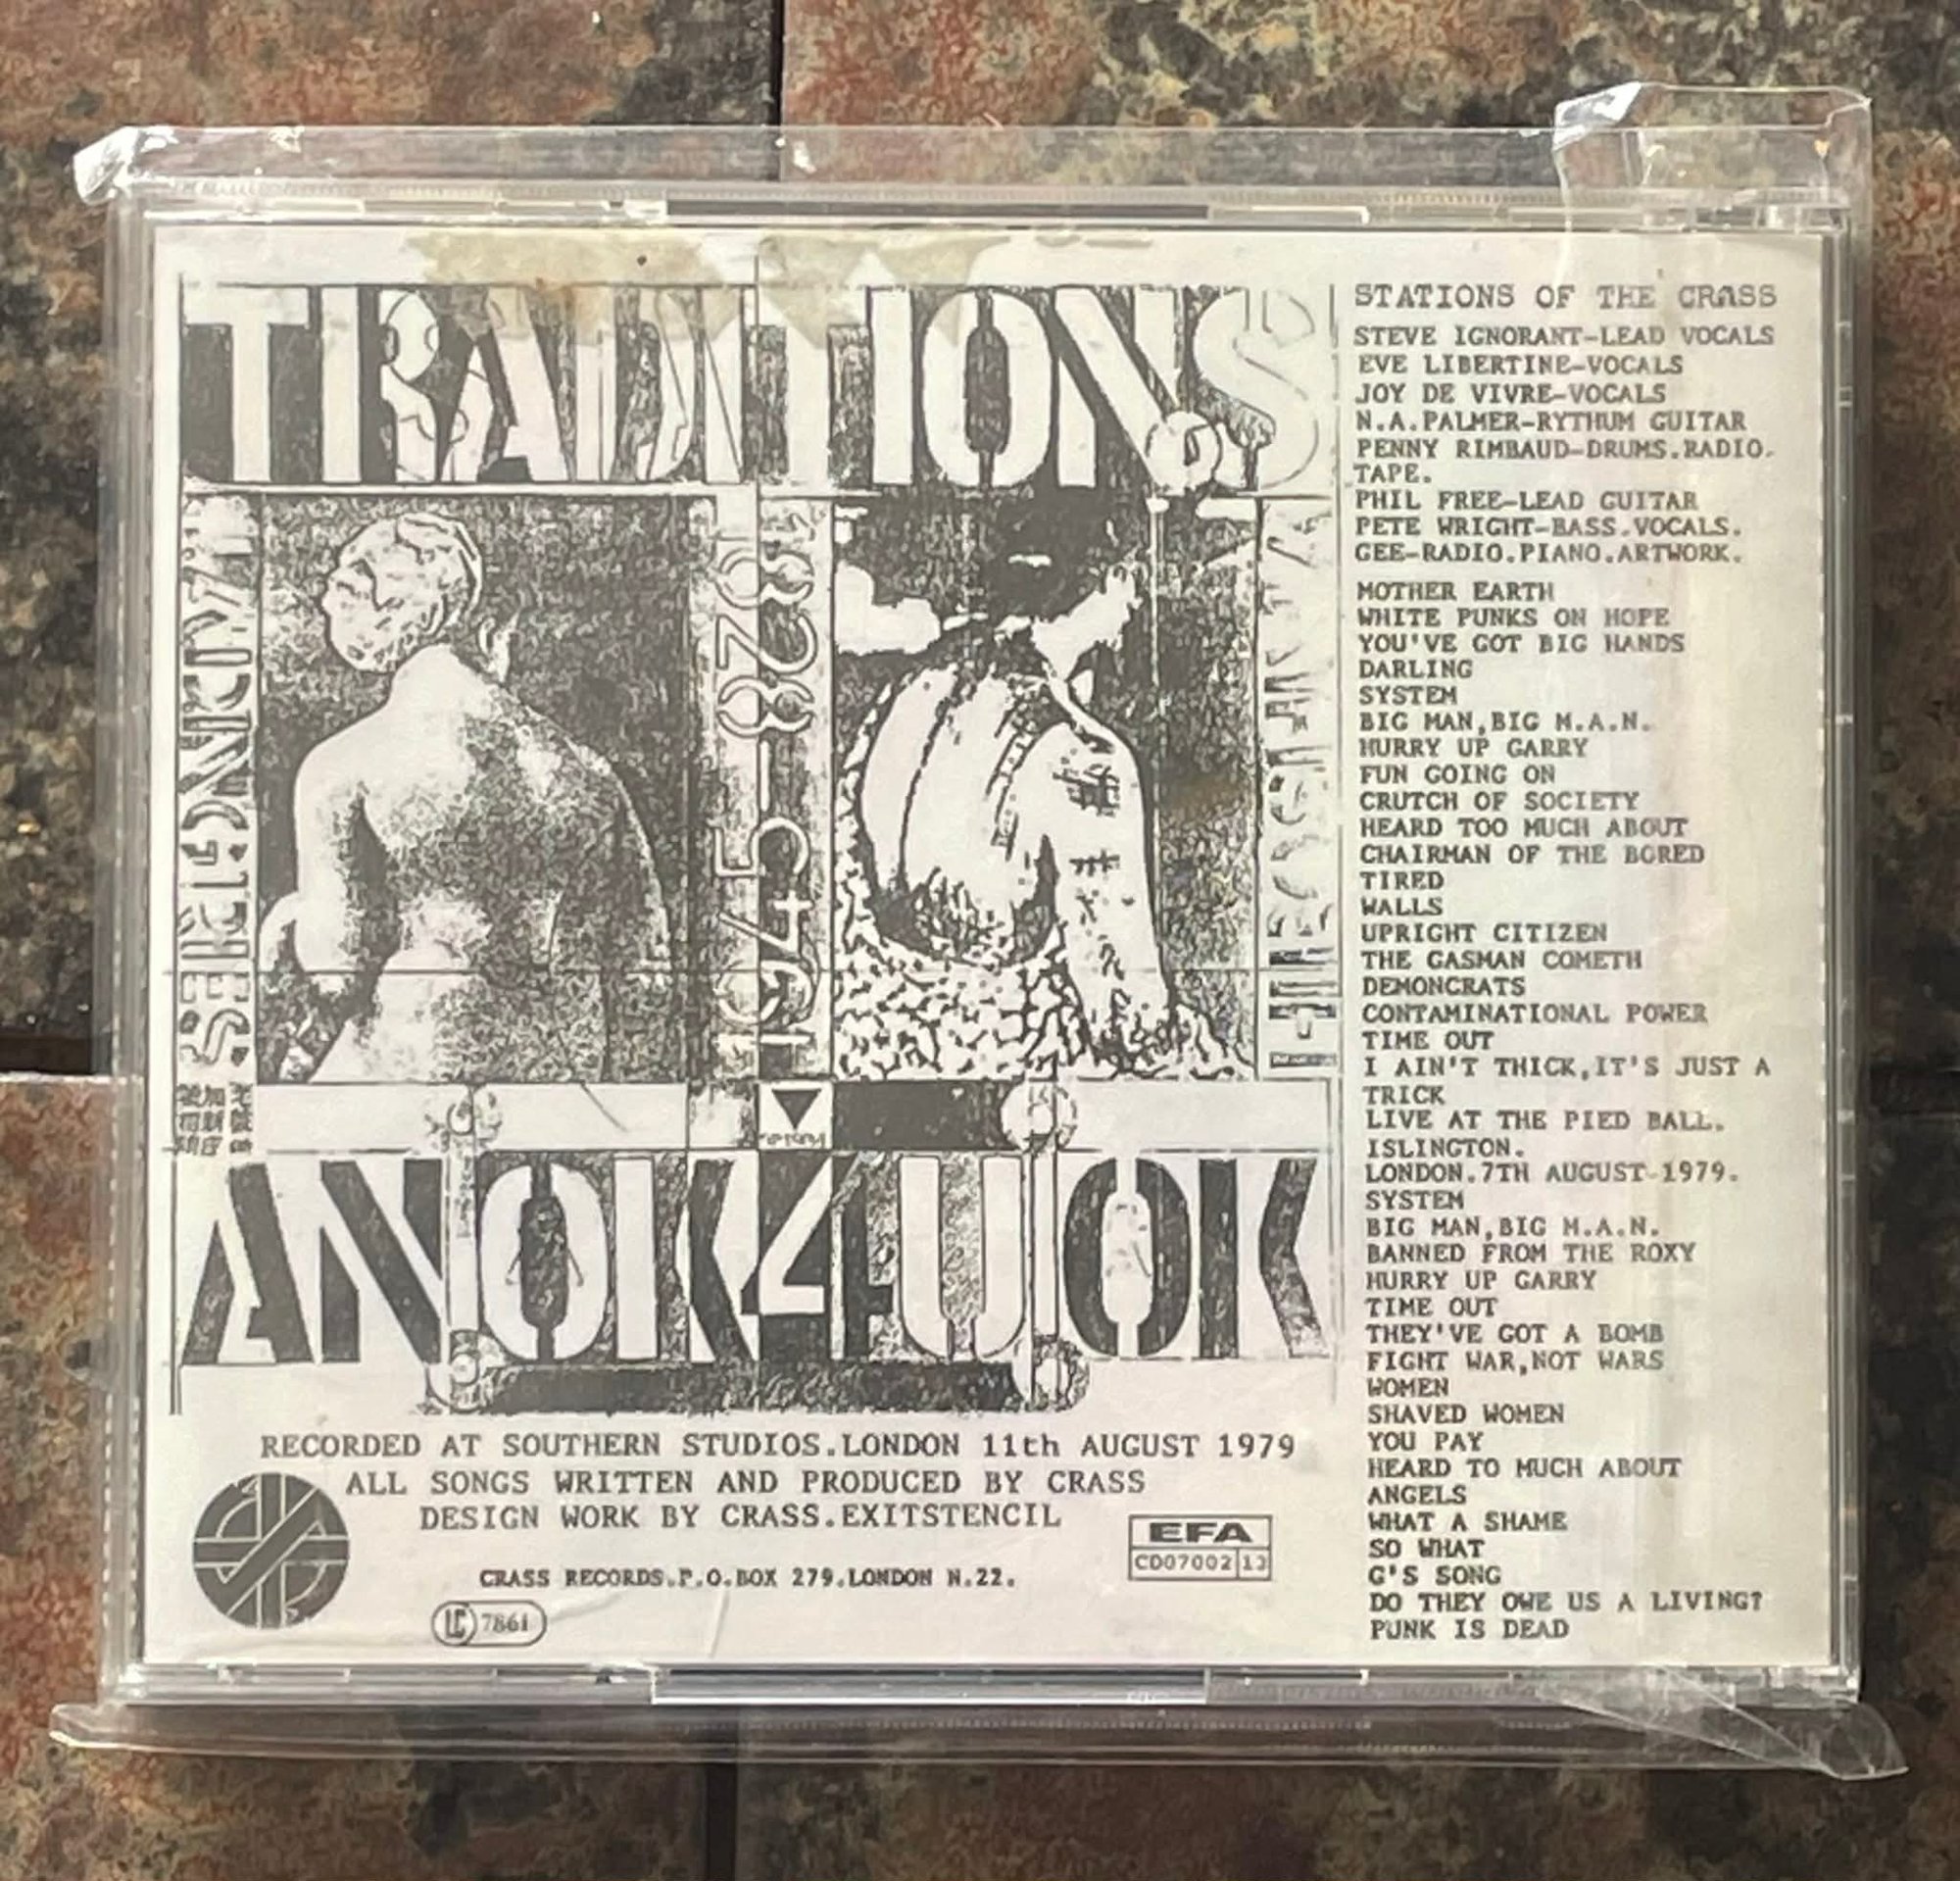 TRADITIONS
VANKERTIES
1945-828
HIROSHIMA
ANOK4UOK
RECORDED AT SOUTHERN STUDIOS.LONDON 11th AUGUST 1979
ALL SONGS WRITTEN AND PRODUCED BY CRASS
DESIGN WORK BY CRASS.EXITSTENCIL
CRASS RECORDS.P.O.BOX 279.LONDON N.22.
LC 7861
EFA
CD07002 13
STATIONS OF THE CRASS
STEVE IGNORANT-LEAD VOCALS
EVE LIBERTINE-VOCALS
JOY DE VIVRE-VOCALS
N.A.PALMER-RYTHUM GUITAR
PENNY RIMBAUD-DRUMS.RADIO.
TAPE.
PHIL FREE-LEAD GUITAR
PETE WRIGHT-BASS.VOCALS.
GEE-RADIO.PIANO.ARTWORK.
MOTHER EARTH
WHITE PUNKS ON HOPE
YOU'VE GOT BIG HANDS
DARLING
SYSTEM
BIG MAN,BIG M.A.N.
HURRY UP GARRY
FUN GOING ON
CRUTCH OF SOCIETY
HEARD TOO MUCH ABOUT
CHAIRMAN OF THE BORED
TIRED
WALLS
UPRIGHT CITIZEN
THE GASMAN COMETH
DEMONCRATS
CONTAMINATIONAL POWER
TIME OUT
I AIN'T THICK,IT'S JUST A
TRICK
LIVE AT THE PIED BALL.
ISLINGTON.
LONDON.7TH AUGUST 1979.
SYSTEM
BIG MAN,BIG M.A.N.
BANNED FROM THE ROXY
HURRY UP GARRY
TIME OUT
THEY'VE GOT A BOMB
FIGHT WAR,NOT WARS
WOMEN
SHAVED WOMEN
YOU PAY
HEARD TO MUCH ABOUT
ANGELS
WHAT A SHAME
SO WHAT
G'S SONG
DO THEY OWE US A LIVING?
PUNK IS DEAD